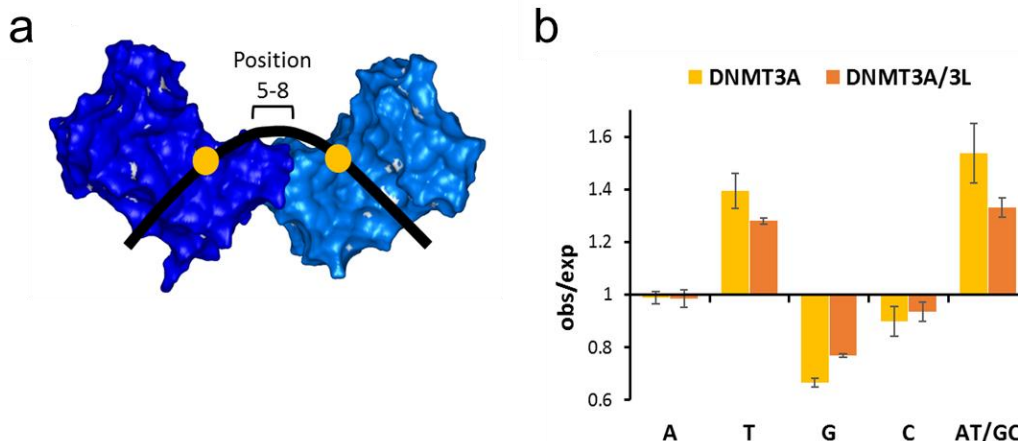 a
Position
5-8
b
DNMT3A DNMT3A/3L
obs/exp
1.6
1.4
1.2
1
0.8
0.6
A T G C AT/GC